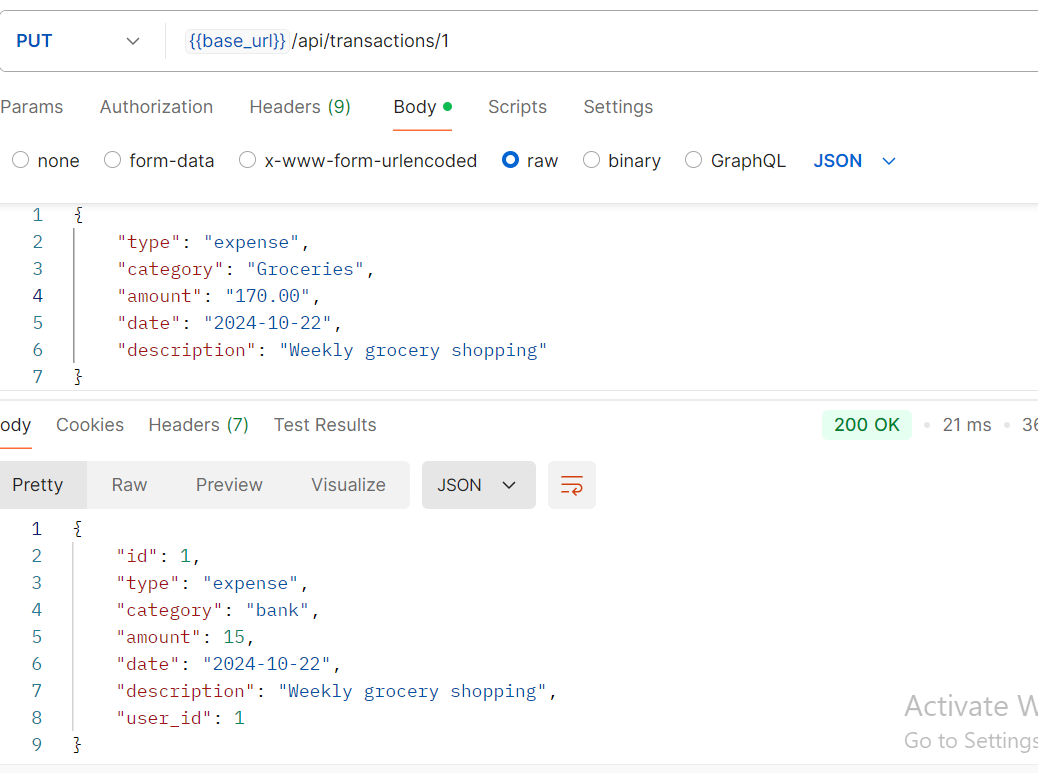 PUT {{base_url}} /api/transactions/1
Params Authorization Headers (9) Body Scripts Settings
none form-data x-www-form-urlencoded raw binary GraphQL JSON
1 {
2 "type": "expense",
3 "category": "Groceries",
4 "amount": "170.00",
5 "date": "2024-10-22",
6 "description": "Weekly grocery shopping"
7 }
ody Cookies Headers (7) Test Results 200 OK 21 ms 36
Pretty Raw Preview Visualize JSON
1 {
2 "id": 1,
3 "type": "expense",
4 "category": "bank",
5 "amount": 15,
6 "date": "2024-10-22",
7 "description": "Weekly grocery shopping",
8 "user_id": 1
9 }
Activate W
Go to Settings